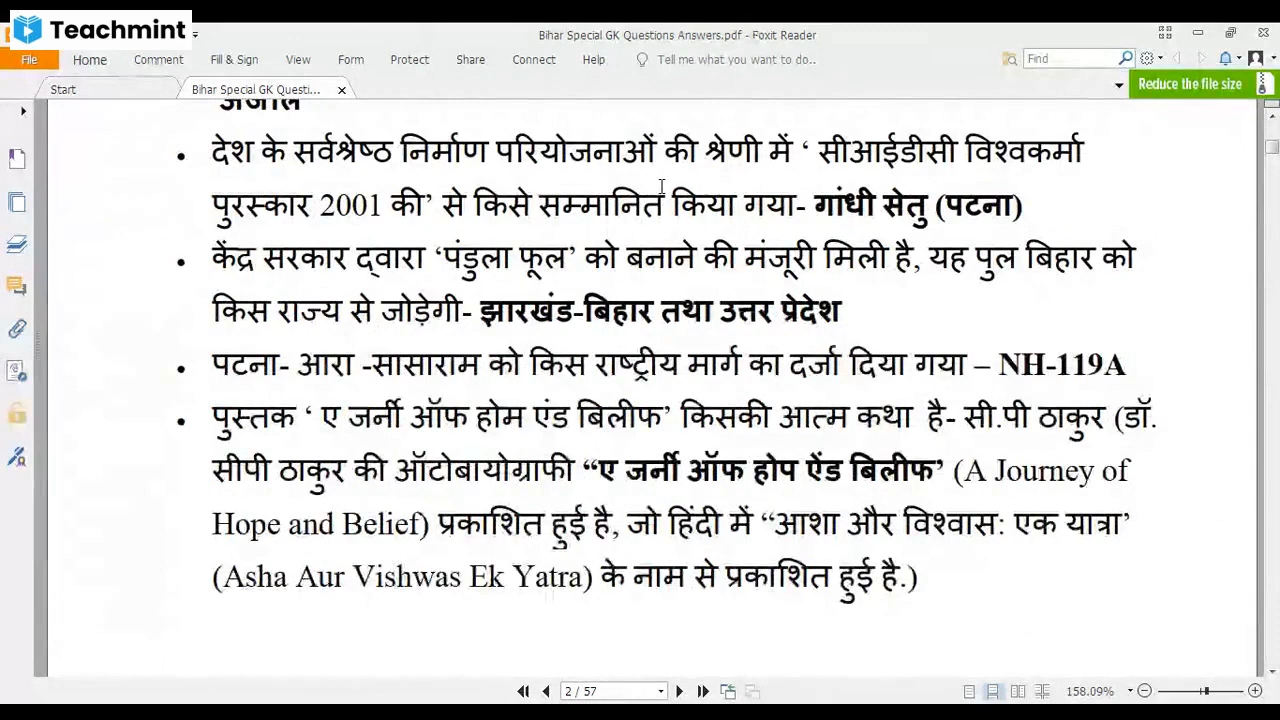 Teachmint
Bihar Special GK Questions Answers.pdf - Foxit Reader
File Home Comment Fill & Sign View Form Protect Share Connect Help Tell me what you want to do.. Find
Start Bihar Special GK Questi... Reduce the file size
देश के सर्वश्रेष्ठ निर्माण परियोजनाओं की श्रेणी में ‘ सीआईडीसी विश्वकर्मा
पुरस्कार 2001 की’ से किसे सम्मानित किया गया- गांधी सेतु (पटना)
केंद्र सरकार द्वारा ‘पंडुला फूल’ को बनाने की मंजूरी मिली है, यह पुल बिहार को
किस राज्य से जोड़ेगी- झारखंड-बिहार तथा उत्तर प्रेदेश
पटना- आरा -सासाराम को किस राष्ट्रीय मार्ग का दर्जा दिया गया – NH-119A
पुस्तक ‘ ए जर्नी ऑफ होम एंड बिलीफ’ किसकी आत्म कथा है- सी.पी ठाकुर (डॉ.
सीपी ठाकुर की ऑटोबायोग्राफी “ए जर्नी ऑफ होप ऐंड बिलीफ’ (A Journey of
Hope and Belief) प्रकाशित हुई है, जो हिंदी में “आशा और विश्वास: एक यात्रा’
(Asha Aur Vishwas Ek Yatra) के नाम से प्रकाशित हुई है.)
2 / 57 158.09%